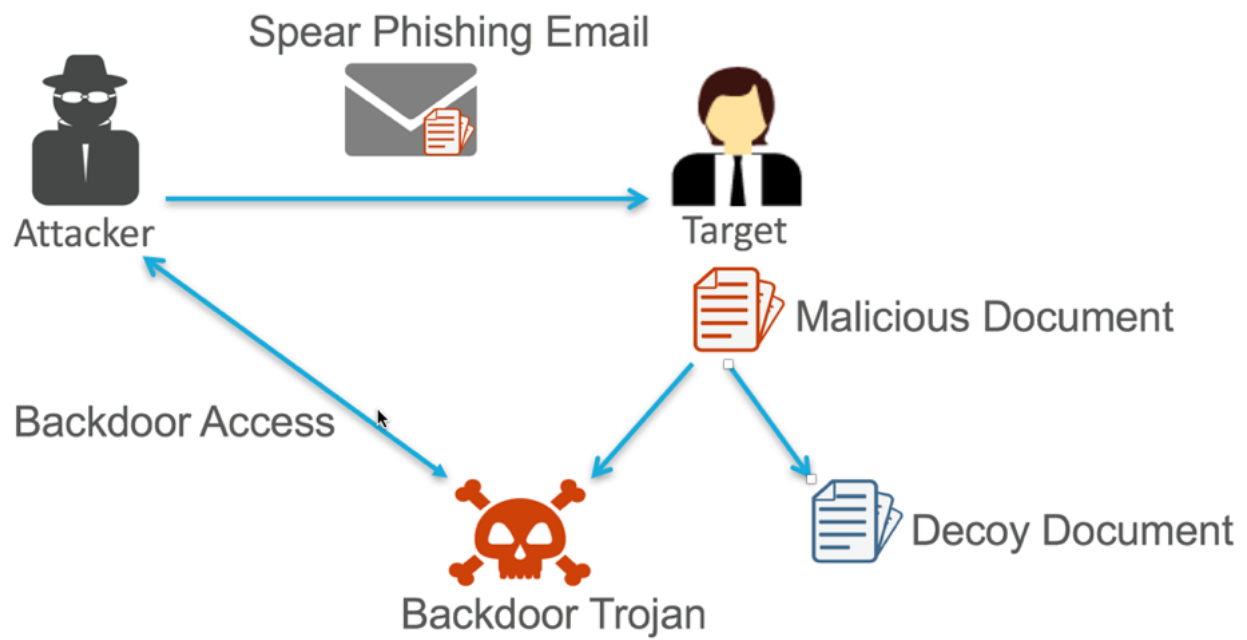 Spear Phishing Email
Attacker
Target
Malicious Document
Backdoor Access
Decoy Document
Backdoor Trojan